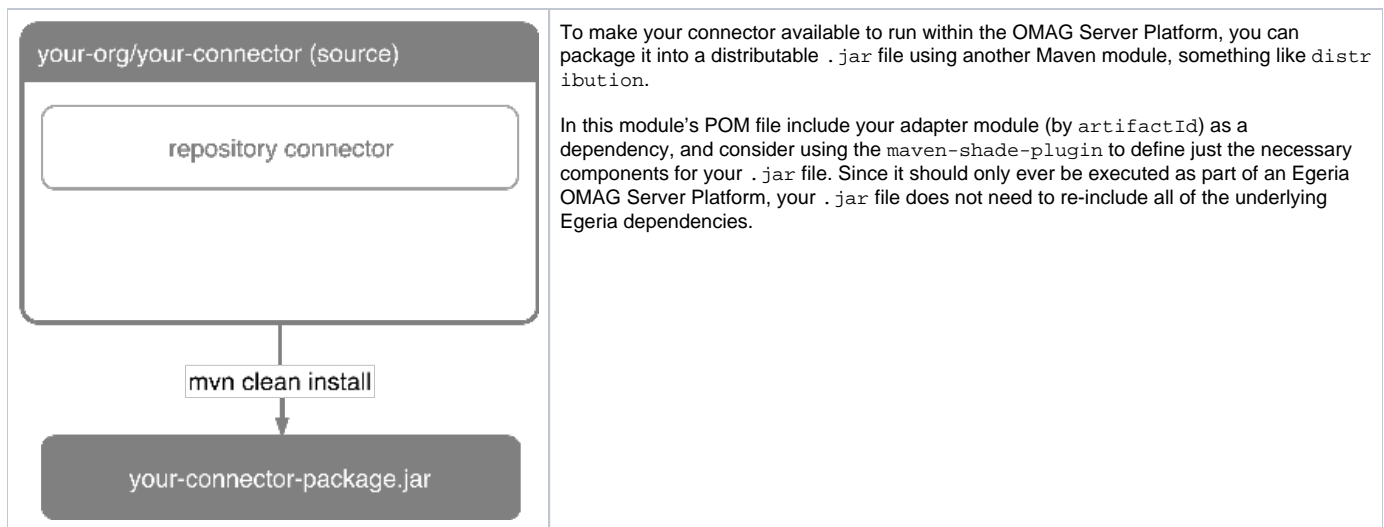 your-org/your-connector (source)
repository connector
mvn clean install
your-connector-package.jar
To make your connector available to run within the OMAG Server Platform, you can
package it into a distributable .jar file using another Maven module, something like distr
ibution.
In this module's POM file include your adapter module (by artifactId) as a
dependency, and consider using the maven-shade-plugin to define just the necessary
components for your .jar file. Since it should only ever be executed as part of an Egeria
OMAG Server Platform, your .jar file does not need to re-include all of the underlying
Egeria dependencies.